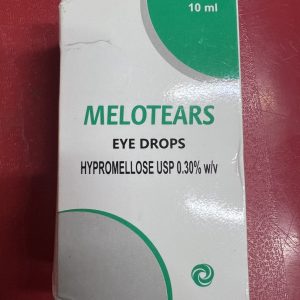 10 ml
MELOTEARS
EYE DROPS
HYPROMELLOSE USP 0.30% w/v